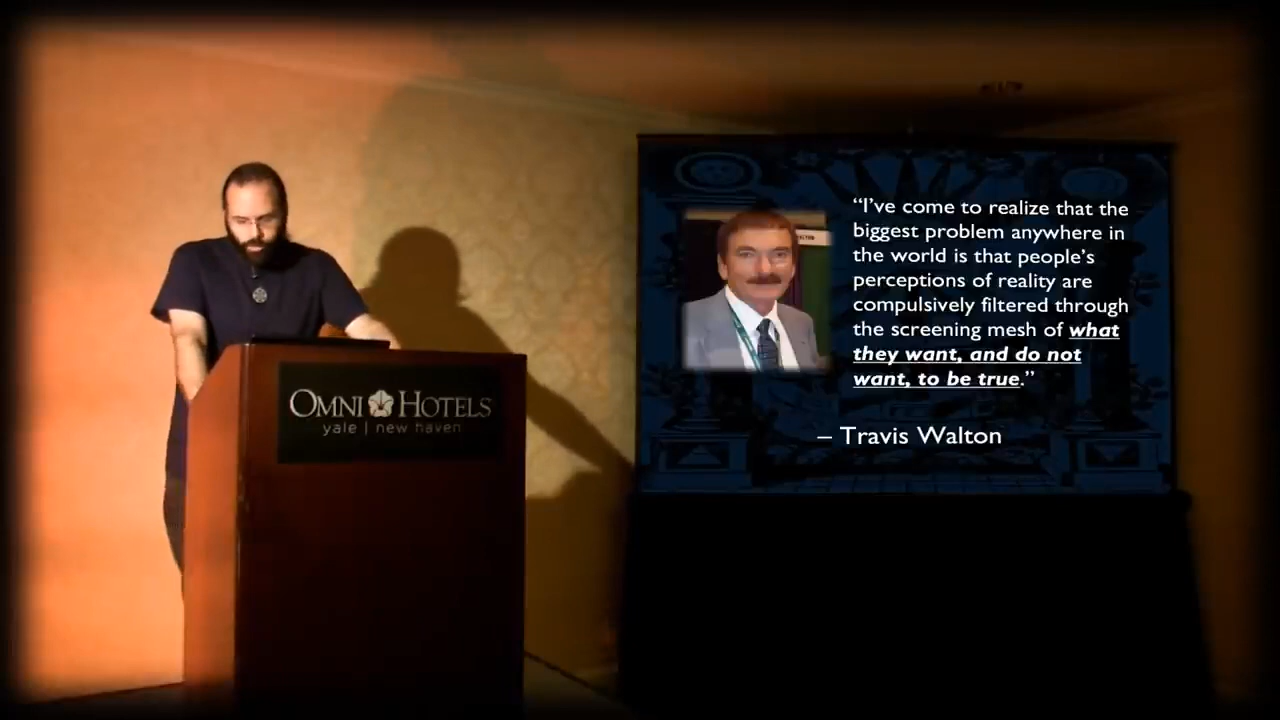 OMNI HOTELS
yale | new haven
“I’ve come to realize that the
biggest problem anywhere in
the world is that people’s
perceptions of reality are
compulsively filtered through
the screening mesh of what
they want, and do not
want, to be true.”
– Travis Walton